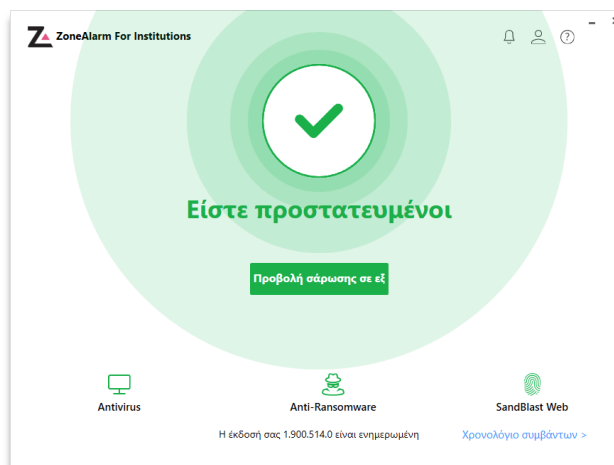 ZoneAlarm For Institutions
Είστε προστατευμένοι
Προβολή σάρωσης σε εξ
Antivirus
Anti-Ransomware
SandBlast Web
Η έκδοσή σας 1.900.514.0 είναι ενημερωμένη
Χρονολόγιο συμβάντων >